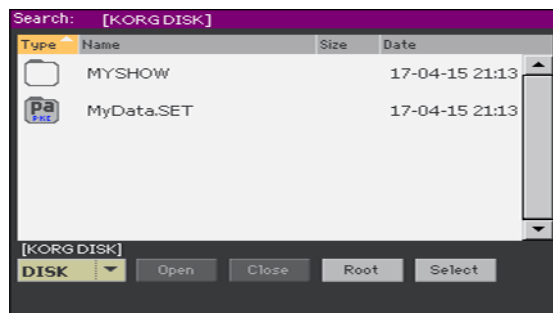 Search: [KORG DISK]
Type Name Size Date
MYSHOW 17-04-15 21:13
Pa PKG MyData.SET 17-04-15 21:13
[KORG DISK]
DISK Open Close Root Select